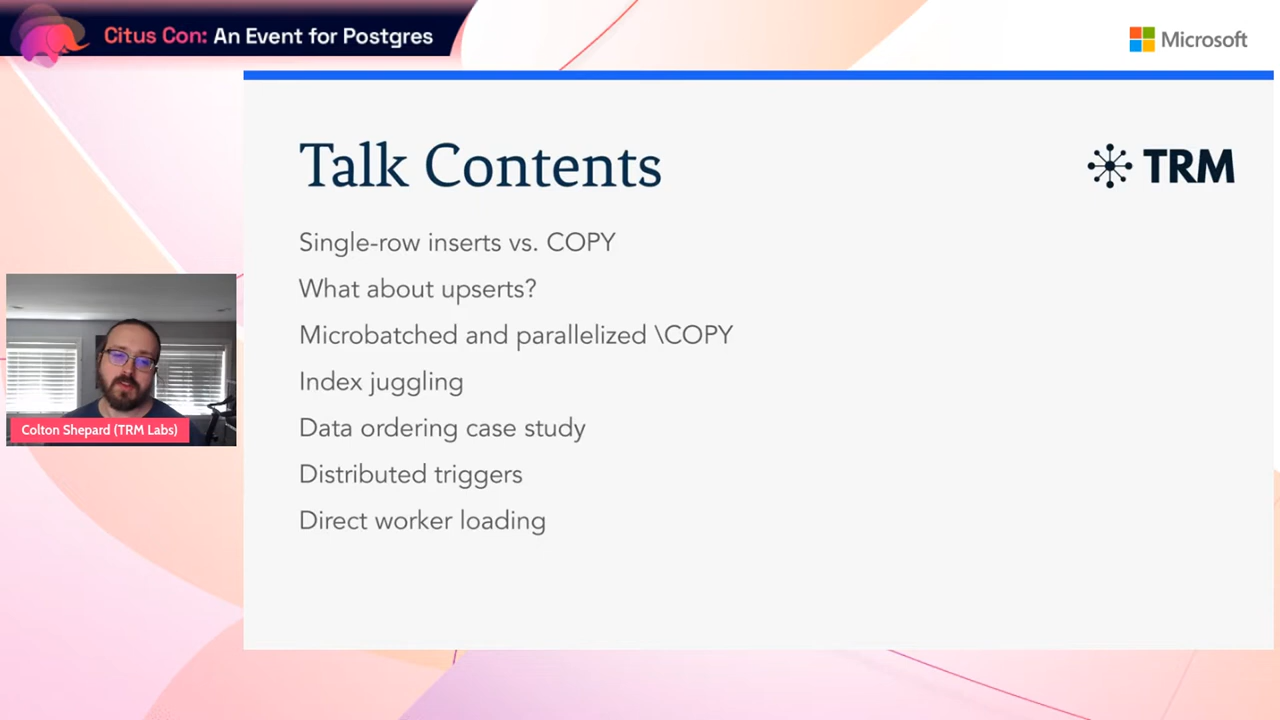 Citus Con: An Event for Postgres
Microsoft
Talk Contents
TRM
Single-row inserts vs. COPY
What about upserts?
Microbatched and parallelized \COPY
Index juggling
Data ordering case study
Distributed triggers
Direct worker loading
Colton Shepard (TRM Labs)